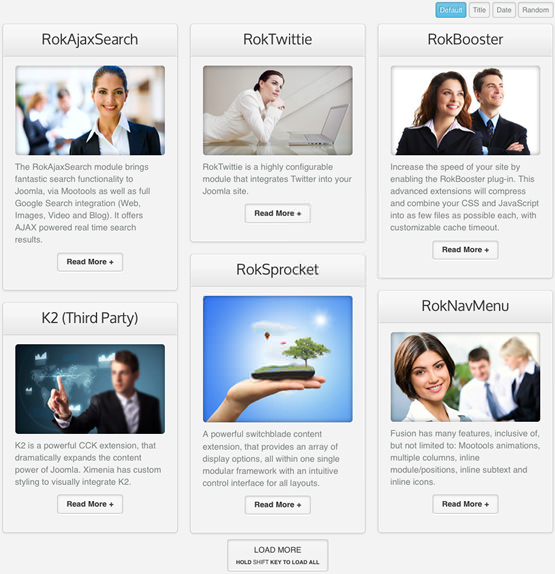 Default
Title
Date
Random
RokAjaxSearch
The RokAjaxSearch module brings
fantastic search functionality to
Joomla, via Mootools as well as full
Google Search integration (Web,
Images, Video and Blog). It offers
AJAX powered real time search
results.
Read More +
K2 (Third Party)
K2 is a powerful CCK extension, that
dramatically expands the content
power of Joomla. Ximenia has custom
styling to visually integrate K2.
Read More +
RokTwittie
RokTwittie is a highly configurable
module that integrates Twitter into your
Joomla site.
Read More +
RokSprocket
A powerful switchblade content
extension, that provides an array of
display options, all within one single
modular framework with an intuitive
control interface for all layouts.
Read More +
RokBooster
Increase the speed of your site by
enabling the RokBooster plug-in. This
advanced extensions will compress
and combine your CSS and JavaScript
into as few files as possible each, with
customizable cache timeout.
Read More +
RokNavMenu
Fusion has many features, inclusive of,
but not limited to: Mootools animations,
multiple columns, inline
module/positions, inline subtext and
inline icons.
Read More +
LOAD MORE
HOLD SHIFT KEY TO LOAD ALL